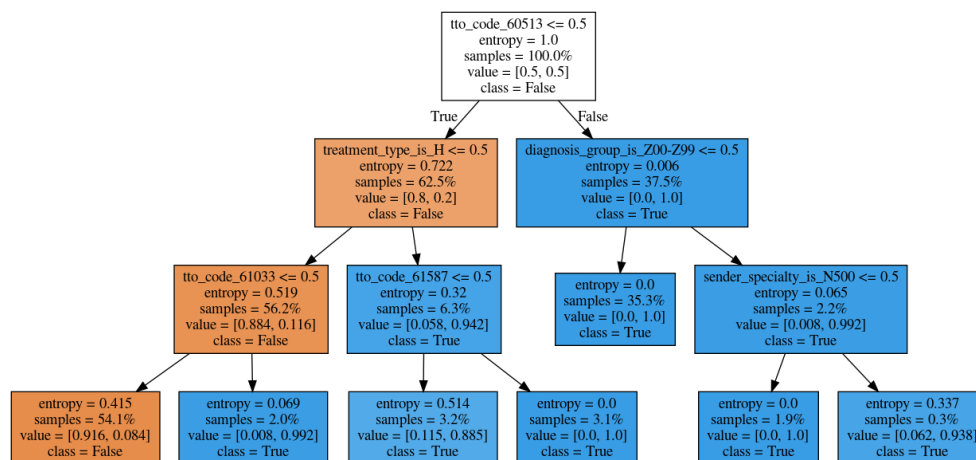 tto_code_60513 <= 0.5
entropy = 1.0
samples = 100.0%
value = [0.5, 0.5]
class = False
True
False
treatment_type_is_H <= 0.5
entropy = 0.722
samples = 62.5%
value = [0.8, 0.2]
class = False
diagnosis_group_is_Z00-Z99 <= 0.5
entropy = 0.006
samples = 37.5%
value = [0.0, 1.0]
class = True
tto_code_61033 <= 0.5
entropy = 0.519
samples = 56.2%
value = [0.884, 0.116]
class = False
tto_code_61587 <= 0.5
entropy = 0.32
samples = 6.3%
value = [0.058, 0.942]
class = True
entropy = 0.0
samples = 35.3%
value = [0.0, 1.0]
class = True
sender_specialty_is_N500 <= 0.5
entropy = 0.065
samples = 2.2%
value = [0.008, 0.992]
class = True
entropy = 0.415
samples = 54.1%
value = [0.916, 0.084]
class = False
entropy = 0.069
samples = 2.0%
value = [0.008, 0.992]
class = True
entropy = 0.514
samples = 3.2%
value = [0.115, 0.885]
class = True
entropy = 0.0
samples = 3.1%
value = [0.0, 1.0]
class = True
entropy = 0.0
samples = 1.9%
value = [0.0, 1.0]
class = True
entropy = 0.337
samples = 0.3%
value = [0.062, 0.938]
class = True